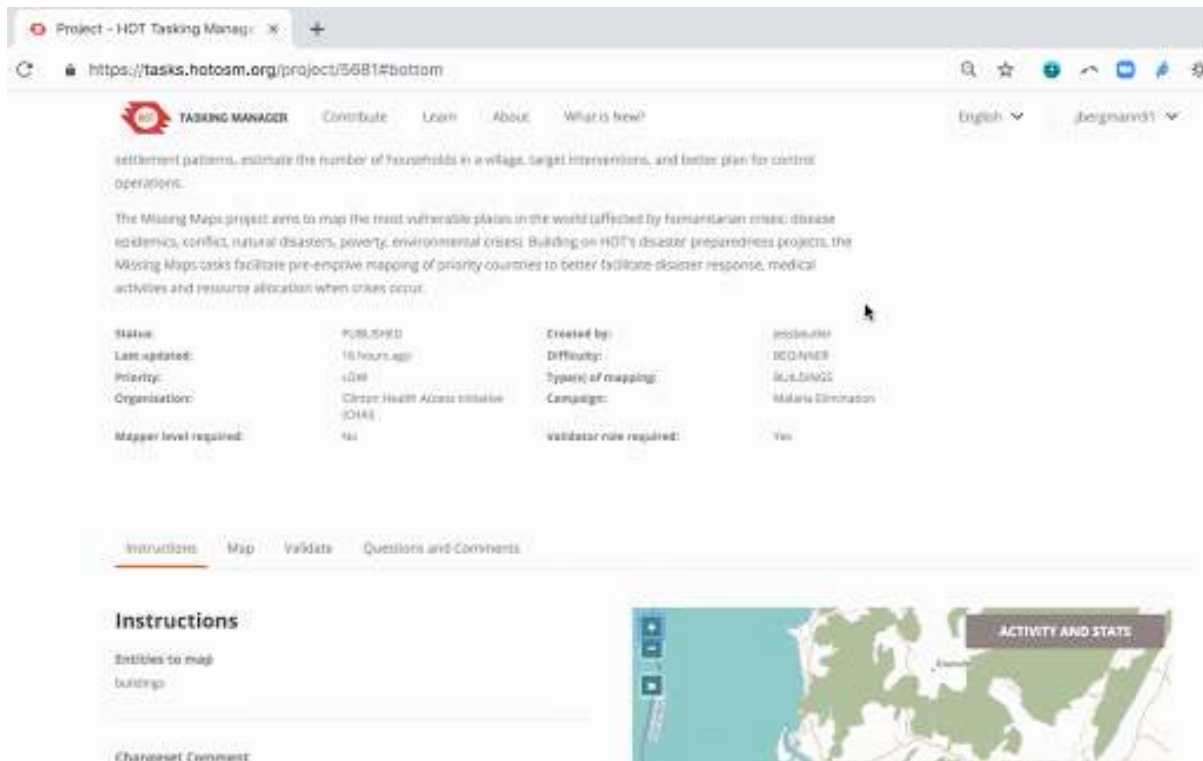 Project - HOT Tasking Manag
https://tasks.hotosm.org/project/5681#bottom
TASKING MANAGER Contribute Learn About What is New? English jbergmann81
settlement patterns, estimate the number of households in a village, target interventions, and better plan for control
operations.
The Missing Maps project aims to map the most vulnerable places in the world (affected by humanitarian crises: disease
epidemics, conflict, natural disasters, poverty, environmental crises). Building on HOT's disaster preparedness projects, the
Missing Maps tasks facilitate pre-emptive mapping of priority countries to better facilitate disaster response, medical
activities and resource allocation when crises occur.
Status: PUBLISHED Created by:
Last updated: 16 hours ago Difficulty: BEGINNER
Priority: LOW Type(s) of mapping: BUILDINGS
Organisation: Clinton Health Access Initiative Campaign: Malaria Elimination
(CHAI)
Mapper level required: No Validator role required: Yes
Instructions Map Validate Questions and Comments
Instructions
ACTIVITY AND STATS
Entities to map
buildings
Changeset Comment